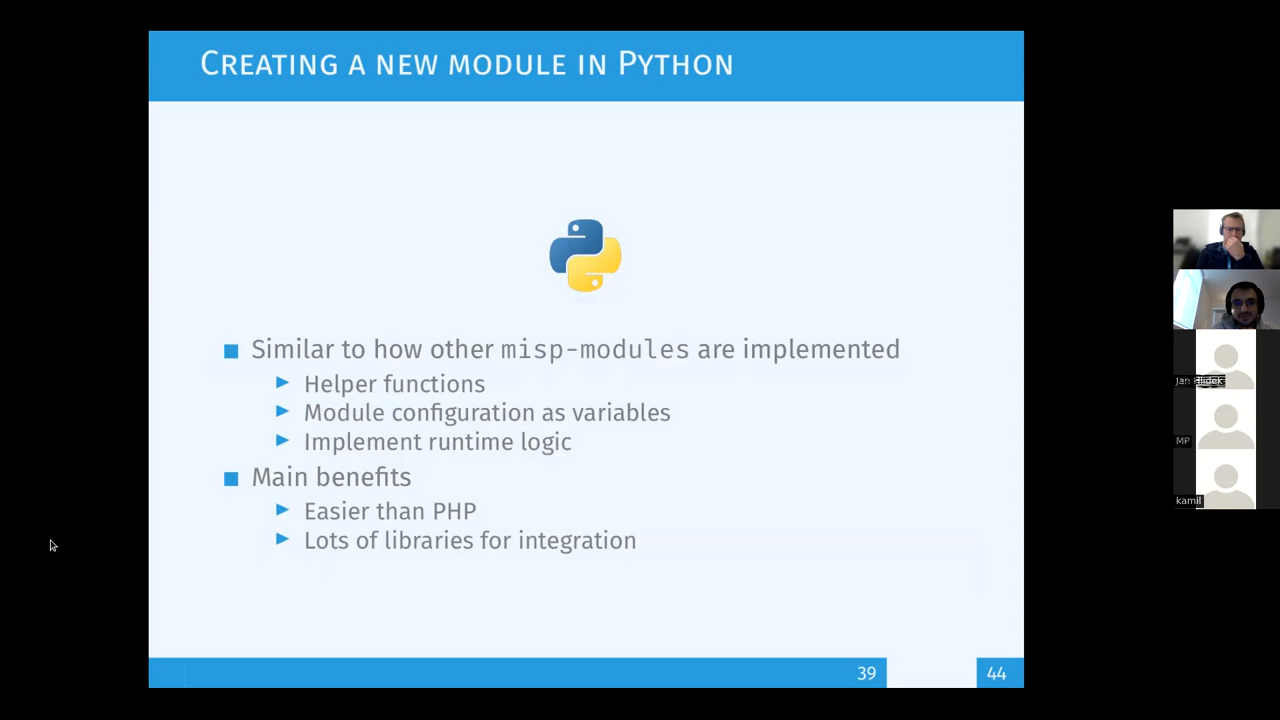 Creating a new module in Python
Similar to how other misp-modules are implemented
Helper functions
Module configuration as variables
Implement runtime logic
Main benefits
Easier than PHP
Lots of libraries for integration
39
44
Jan
MP
kamil